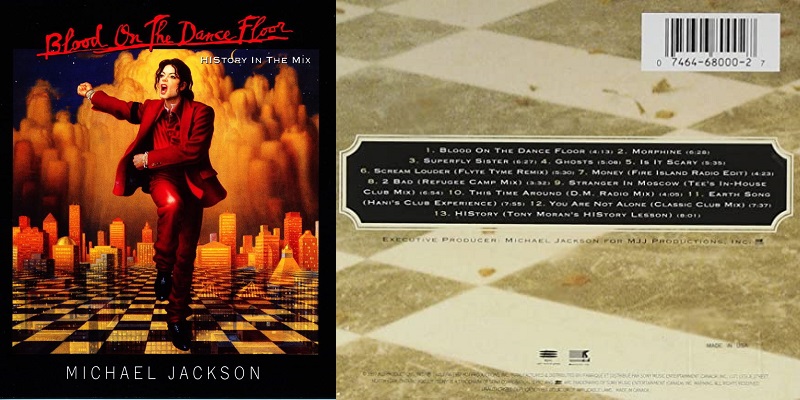 Blood On The Dance Floor
HIStory In The Mix
MICHAEL JACKSON
0 7464-68000-2 7
1. Blood On The Dance Floor (4:13) 2. Morphine (6:28)
3. Superfly Sister (6:27) 4. Ghosts (5:08) 5. Is It Scary (5:35)
6. Scream Louder (Flyte Tyme Remix) (5:30) 7. Money (Fire Island Radio Edit) (4:23)
8. 2 Bad (Refugee Camp Mix) (3:32) 9. Stranger In Moscow (Tee's In-House
Club Mix) (6:54) 10. This Time Around (D.M. Radio Mix) (4:05) 11. Earth Song
(Hani's Club Experience) (7:55) 12. You Are Not Alone (Classic Club Mix) (7:37)
13. HIStory (Tony Moran's HIStory Lesson) (8:01)
Executive Producer: Michael Jackson for MJJ Productions, Inc.
MADE IN USA